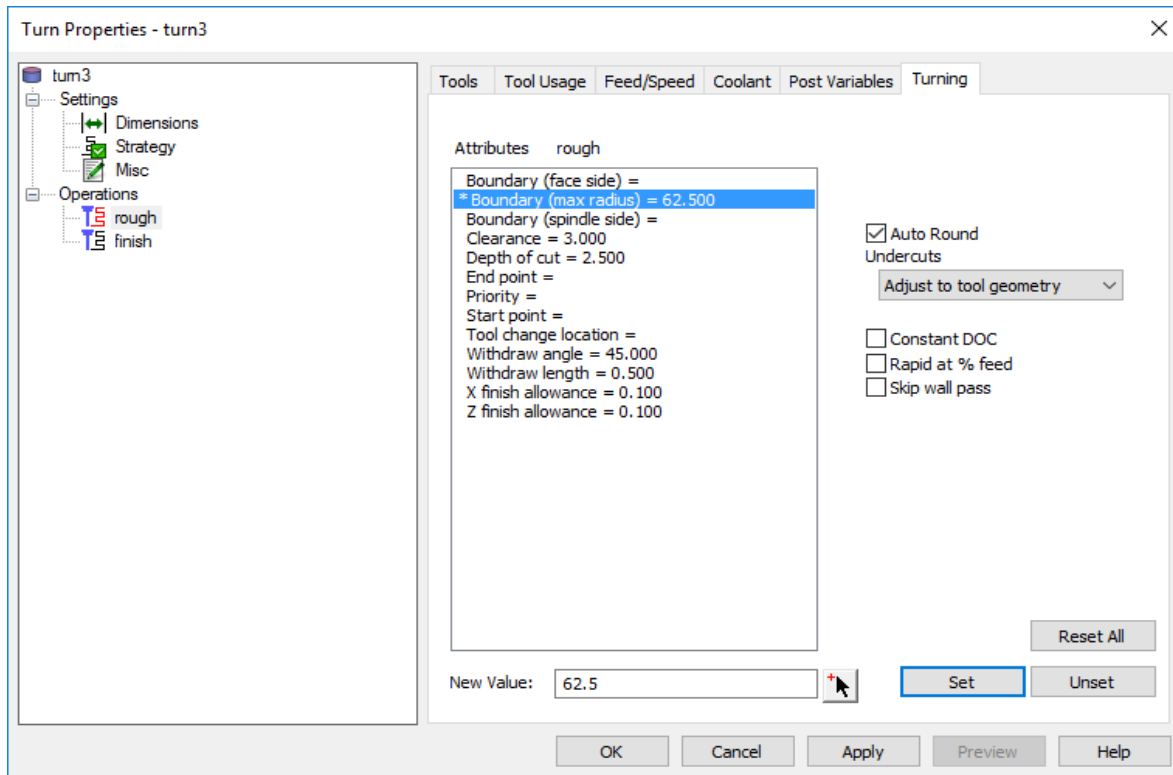 Turn Properties - turn3
turn3
Settings
Dimensions
Strategy
Misc
Operations
rough
finish
Tools
Tool Usage
Feed/Speed
Coolant
Post Variables
Turning
Attributes rough
Boundary (face side) =
* Boundary (max radius) = 62.500
Boundary (spindle side) =
Clearance = 3.000
Depth of cut = 2.500
End point =
Priority =
Start point =
Tool change location =
Withdraw angle = 45.000
Withdraw length = 0.500
X finish allowance = 0.100
Z finish allowance = 0.100
Auto Round
Undercuts
Adjust to tool geometry
Constant DOC
Rapid at % feed
Skip wall pass
Reset All
New Value: 62.5
Set
Unset
OK
Cancel
Apply
Preview
Help